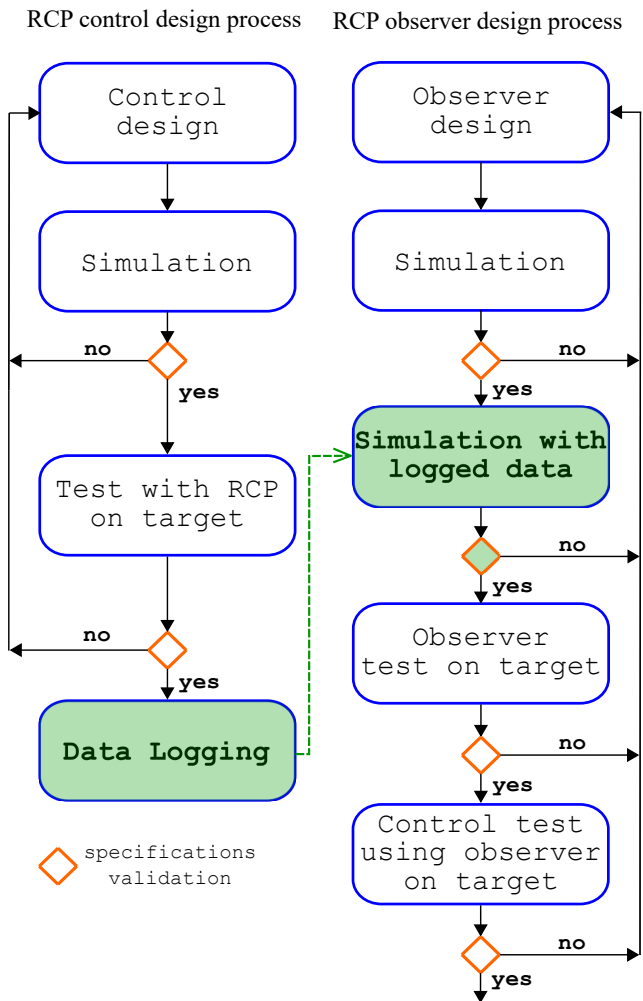 RCP control design process
Control
design
Simulation
no
yes
Test with RCP
on target
no
yes
Data Logging
specifications
validation
RCP observer design process
Observer
design
Simulation
no
yes
Simulation with
logged data
no
yes
Observer
test on target
no
yes
Control test
using observer
on target
no
yes